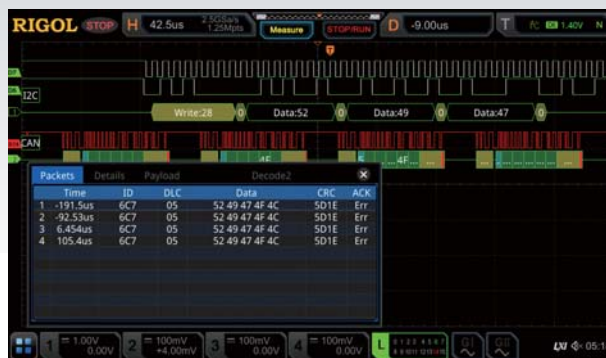 RIGOL STOP H 42.5us 2.5GSa/s 1.25Mpts Measure STOP/RUN D -9.00us T 1.40V N
I2C
Write:28 0 Data:52 0 Data:49 0 Data:47 0
CAN
4F ... 4F ...
Packets Details Payload Decode2
Time ID DLC Data CRC ACK
1 -191.5us 6C7 05 52 49 47 4F 4C 5D1E Err
2 -92.53us 6C7 05 52 49 47 4F 4C 5D1E Err
3 6.454us 6C7 05 52 49 47 4F 4C 5D1E Err
4 105.4us 6C7 05 52 49 47 4F 4C 5D1E Err
1 1.00V 0.00V 2 100mV +4.00mV 3 100mV 0.00V 4 100mV 0.00V L GI GII LXI 05:1